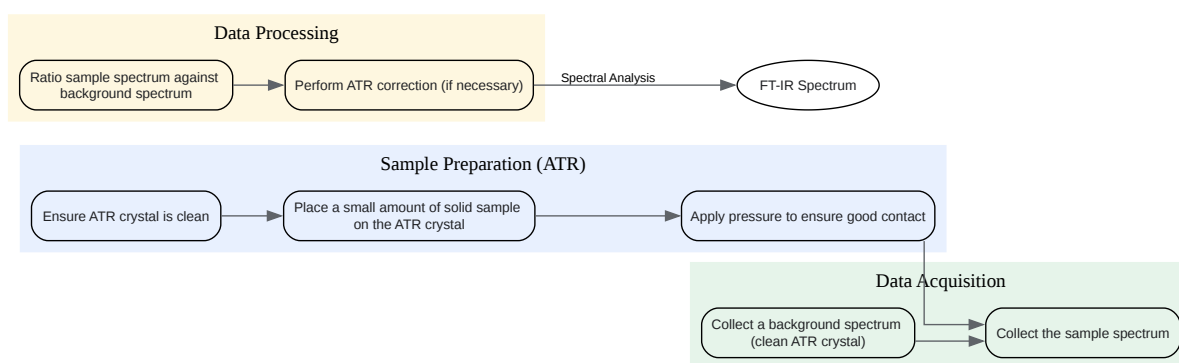 Data Processing
Ratio sample spectrum against
background spectrum
Perform ATR correction (if necessary)
Spectral Analysis
FT-IR Spectrum
Sample Preparation (ATR)
Ensure ATR crystal is clean
Place a small amount of solid sample
on the ATR crystal
Apply pressure to ensure good contact
Data Acquisition
Collect a background spectrum
(clean ATR crystal)
Collect the sample spectrum